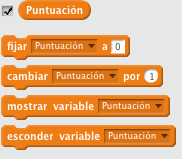 Puntuación
fijar Puntuación a 0
cambiar Puntuación por 1
mostrar variable Puntuación
esconder variable Puntuación